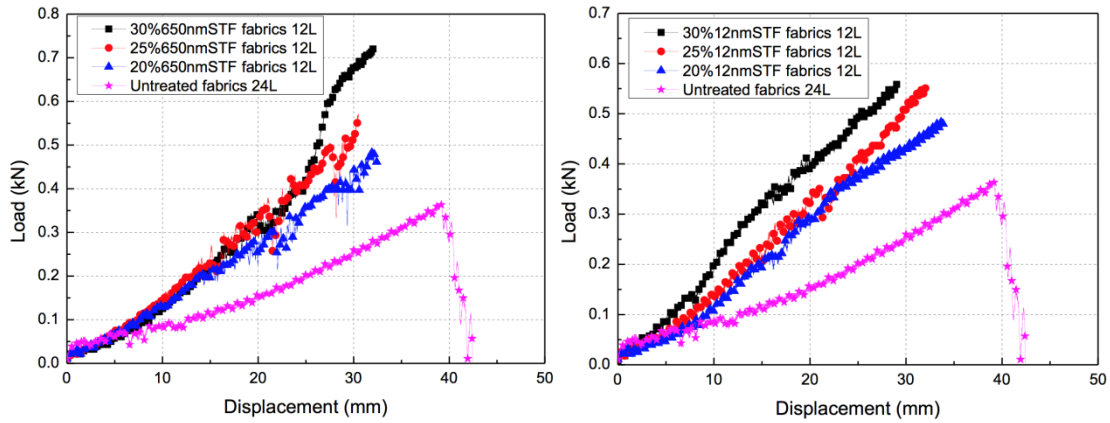 30%650nmSTF fabrics 12L
25%650nmSTF fabrics 12L
20%650nmSTF fabrics 12L
Untreated fabrics 24L
Load (kN)
0.8
0.7
0.6
0.5
0.4
0.3
0.2
0.1
0.0
0 10 20 30 40 50
Displacement (mm)
30%12nmSTF fabrics 12L
25%12nmSTF fabrics 12L
20%12nmSTF fabrics 12L
Untreated fabrics 24L
Load (kN)
0.7
0.6
0.5
0.4
0.3
0.2
0.1
0.0
0 10 20 30 40 50
Displacement (mm)